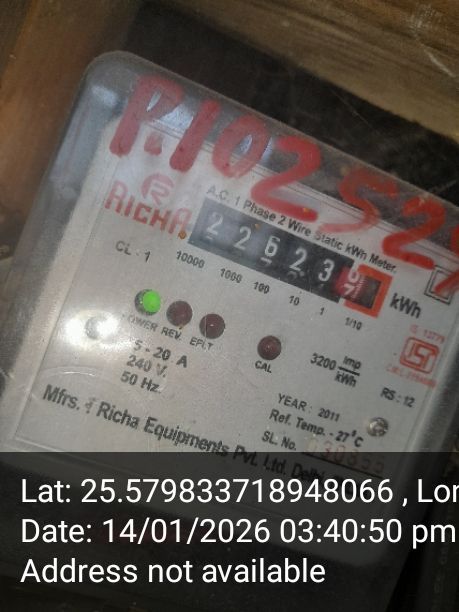 P.102529
RICHA
A.C. 1 Phase 2 Wire Static kWh Meter
2 2 6 2 3
kWh
CL. 1
10000 1000 100 10 1 1/10
POWER REV. EPLT
CAL
3200 imp/kWh
5 - 20 A
240 V.
50 Hz.
RS : 12
YEAR : 2011
Ref. Temp. - 27°C
SL. No.
Mfrs. : Richa Equipments Pvt. Ltd.
Lat: 25.579833718948066 , Lon
Date: 14/01/2026 03:40:50 pm
Address not available